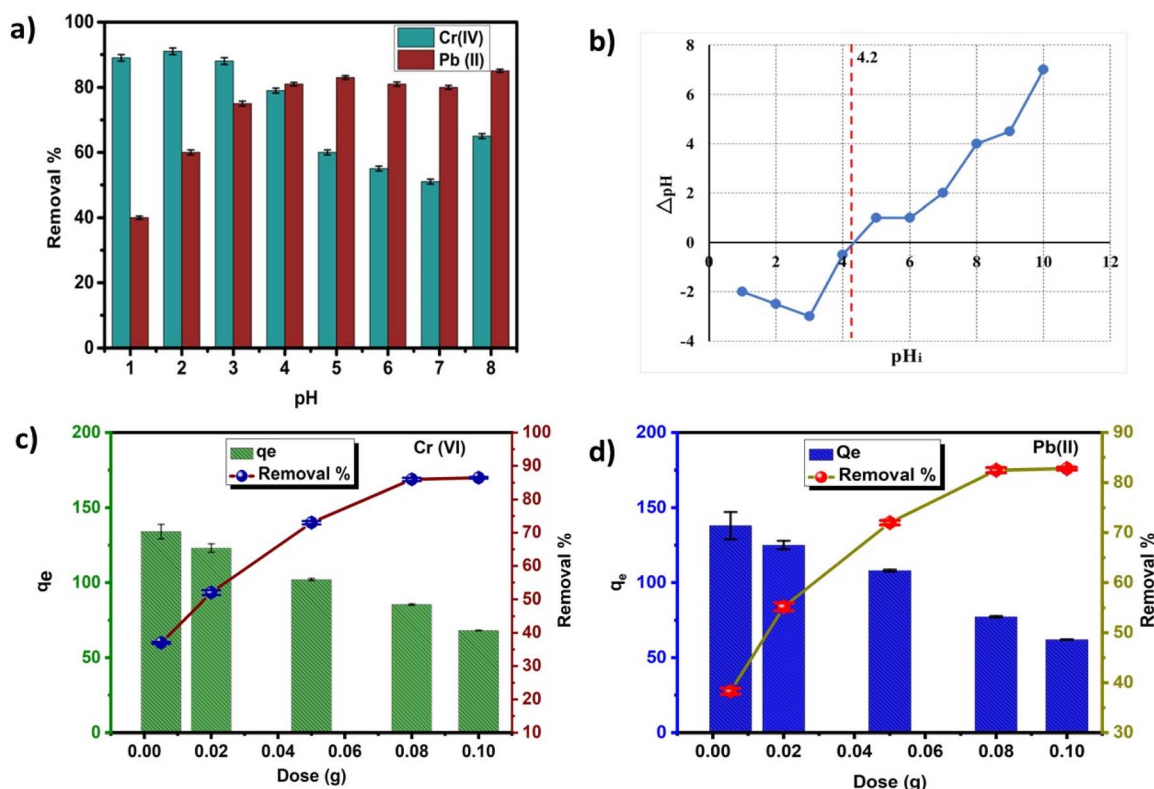 a)
Cr(IV)
Pb (II)
Removal %
100
80
60
40
20
0
1 2 3 4 5 6 7 8
pH
b)
4.2
△pH
8
6
4
2
0
-2
-4
0 2 4 6 8 10 12
pHi
c)
qe
Removal %
Cr (VI)
qe
200
150
100
50
0
100
90
80
70
60
50
40
30
20
10
Removal %
0.00 0.02 0.04 0.06 0.08 0.10
Dose (g)
d)
Qe
Removal %
Pb(II)
qe
200
150
100
50
0
90
80
70
60
50
40
30
Removal %
0.00 0.02 0.04 0.06 0.08 0.10
Dose (g)